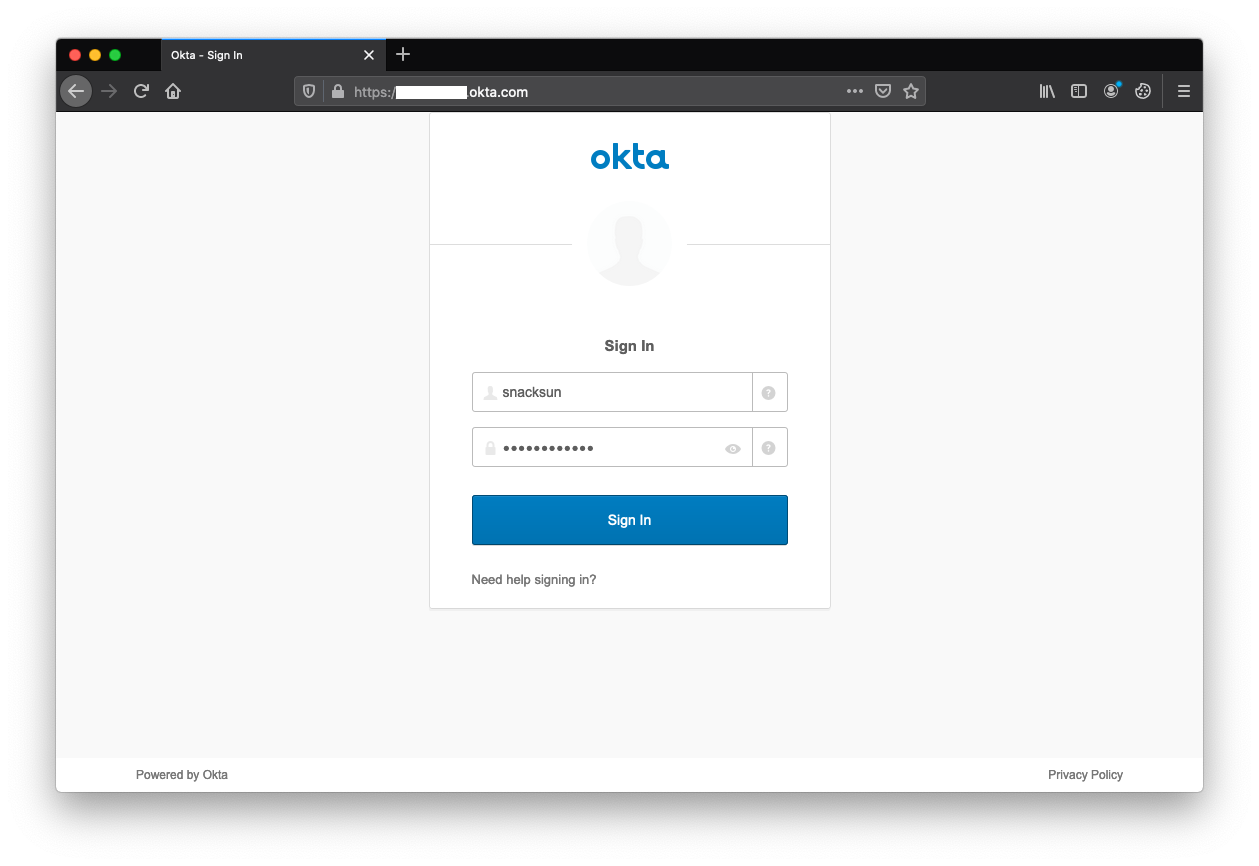 Okta - Sign In
https:/ .okta.com
okta
Sign In
snacksun
••••••••••••
Sign In
Need help signing in?
Powered by Okta
Privacy Policy